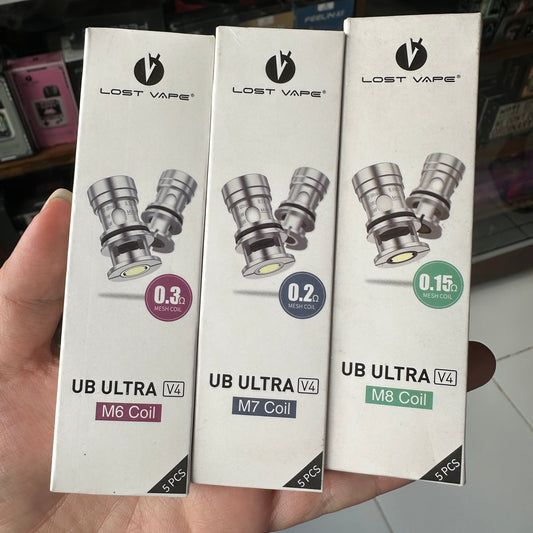 LOST VAPE®
0.3Ω
MESH COIL
UB ULTRA V4
M6 Coil
5 PCS
LOST VAPE®
0.2Ω
MESH COIL
UB ULTRA V4
M7 Coil
5 PCS
LOST VAPE®
0.15Ω
MESH COIL
UB ULTRA V4
M8 Coil
5 PCS
FEELIN A1